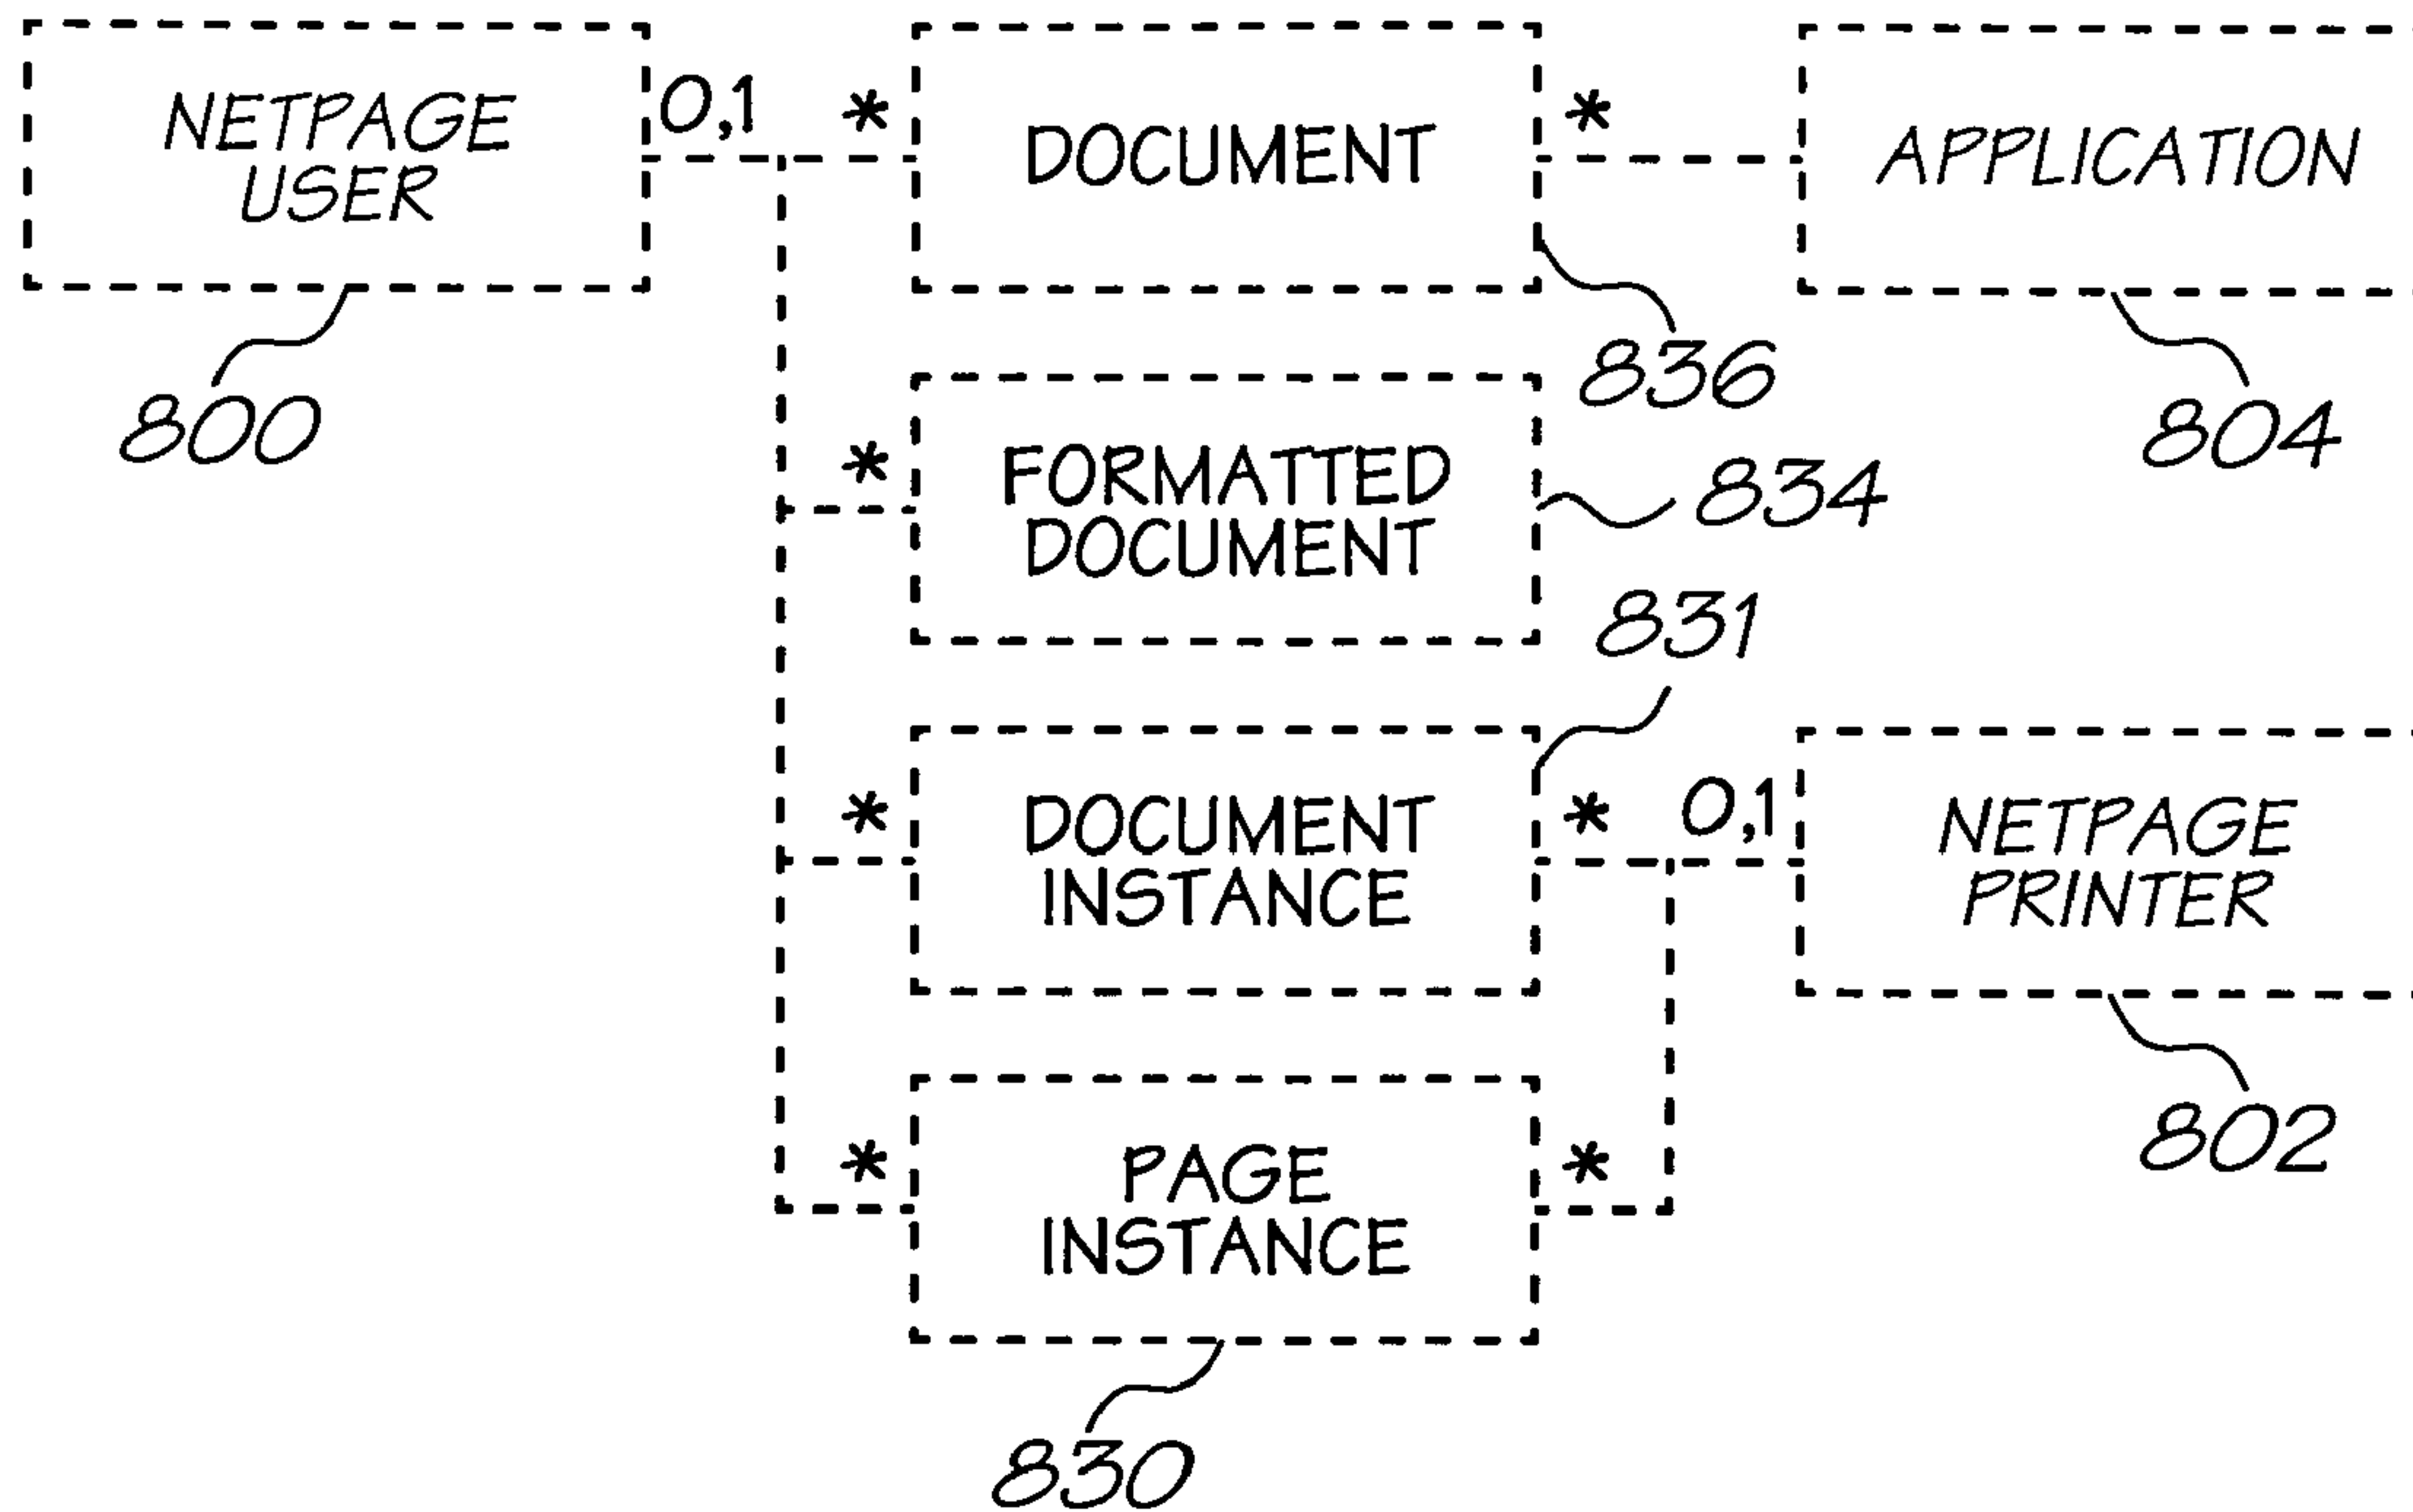 NETPAGE
USER
0,1
*
DOCUMENT
*
APPLICATION
800
836
804
*
FORMATTED
DOCUMENT
834
831
*
DOCUMENT
INSTANCE
*
0,1
NETPAGE
PRINTER
802
*
PAGE
INSTANCE
*
830